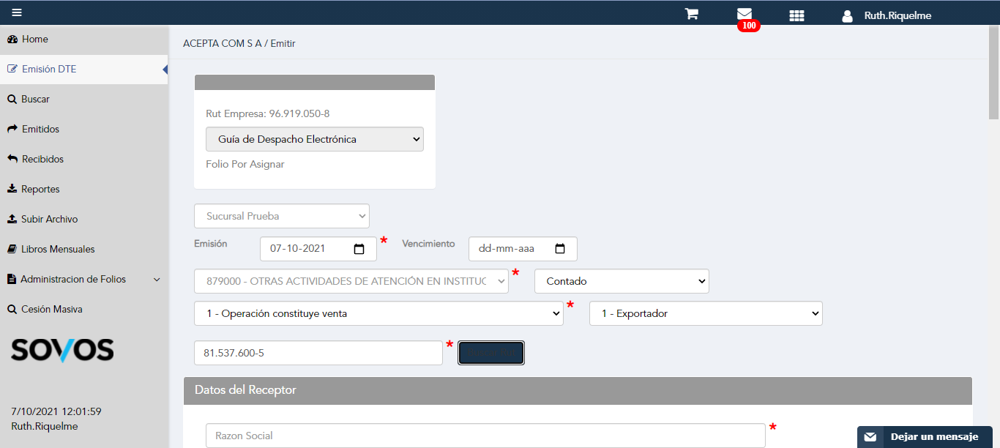 100
Ruth.Riquelme
Home
Emisión DTE
Buscar
Emitidos
Recibidos
Reportes
Subir Archivo
Libros Mensuales
Administracion de Folios
Cesión Masiva
SOVOS
7/10/2021 12:01:59
Ruth.Riquelme
ACEPTA COM S A / Emitir
Rut Empresa: 96.919.050-8
Guía de Despacho Electrónica
Folio Por Asignar
Sucursal Prueba
Emisión 07-10-2021 * Vencimiento dd-mm-aaa
879000 - OTRAS ACTIVIDADES DE ATENCIÓN EN INSTITUC * Contado
1 - Operación constituye venta * 1 - Exportador
81.537.600-5 *
Datos del Receptor
Razon Social *
Dejar un mensaje